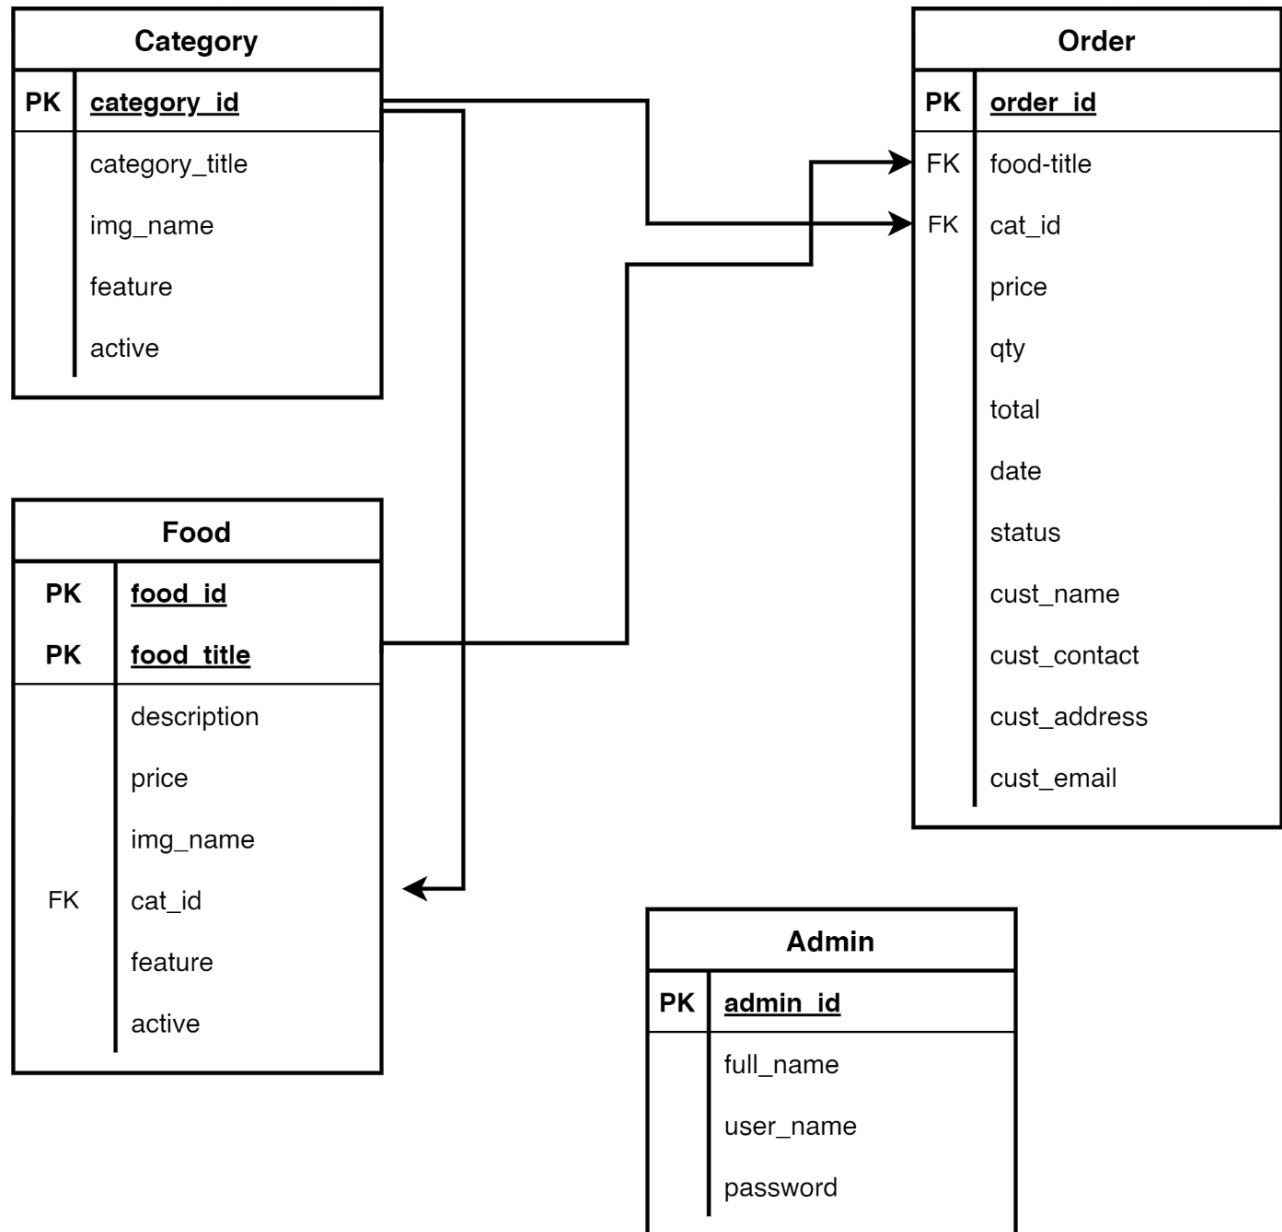 Category
PK category_id
category_title
img_name
feature
active
Order
PK order_id
FK food-title
FK cat_id
price
qty
total
date
status
cust_name
cust_contact
cust_address
cust_email
Food
PK food_id
PK food_title
description
price
img_name
FK cat_id
feature
active
Admin
PK admin_id
full_name
user_name
password